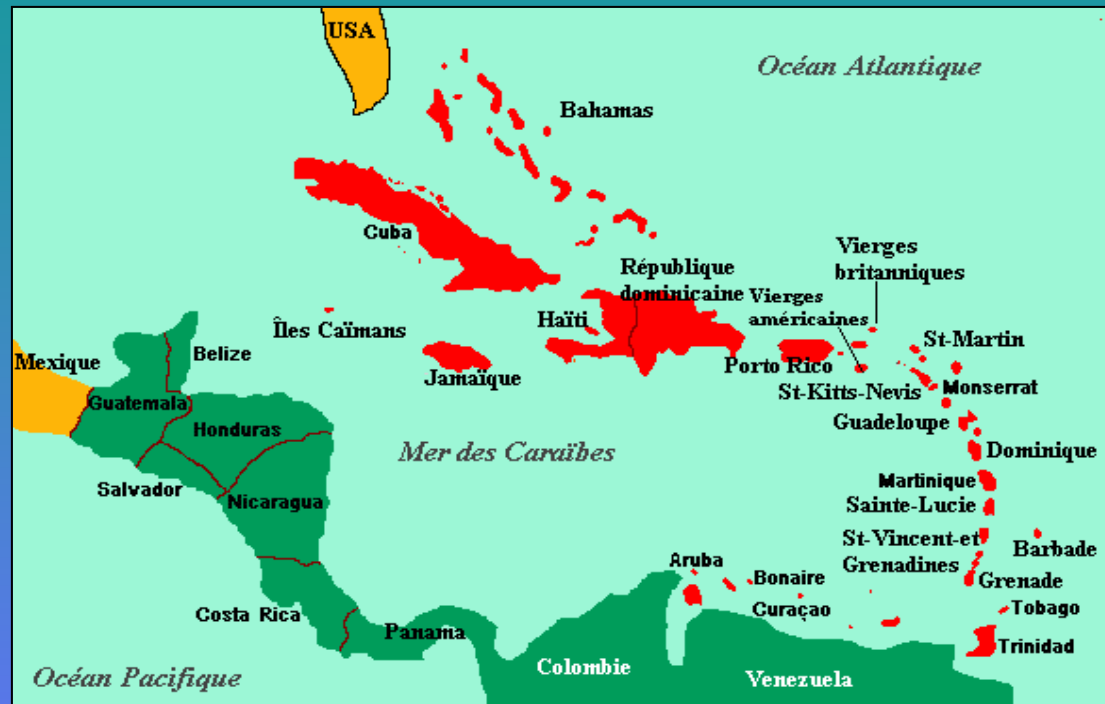 USA
Océan Atlantique
Bahamas
Cuba
Vierges
britanniques
République
dominicaine
Vierges
américaines
Îles Caïmans
Haïti
St-Martin
Belize
Mexique
Jamaïque
Porto Rico
St-Kitts-Nevis
Monserrat
Guatemala
Guadeloupe
Honduras
Mer des Caraïbes
Dominique
Salvador
Nicaragua
Martinique
Sainte-Lucie
St-Vincent-et
Grenadines
Barbade
Aruba
Bonaire
Grenade
Curaçao
Tobago
Costa Rica
Panama
Trinidad
Colombie
Venezuela
Océan Pacifique